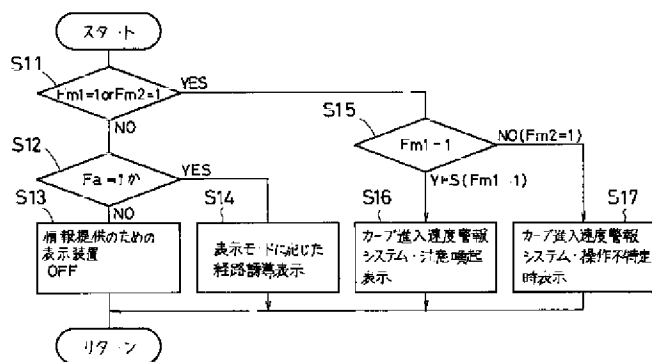 スタート
S11
Fm1=1orFm2=1
YES
NO
S15
Fm1=1
NO(Fm2=1)
YES(Fm1=1)
S12
Fa=1か
YES
NO
S13
情報提供のための
表示装置
OFF
S14
表示モードに応じた
経路誘導表示
S16
カーブ進入速度警報
システム・注意喚起
表示
S17
カーブ進入速度警報
システム・操作不特定
時表示
リターン